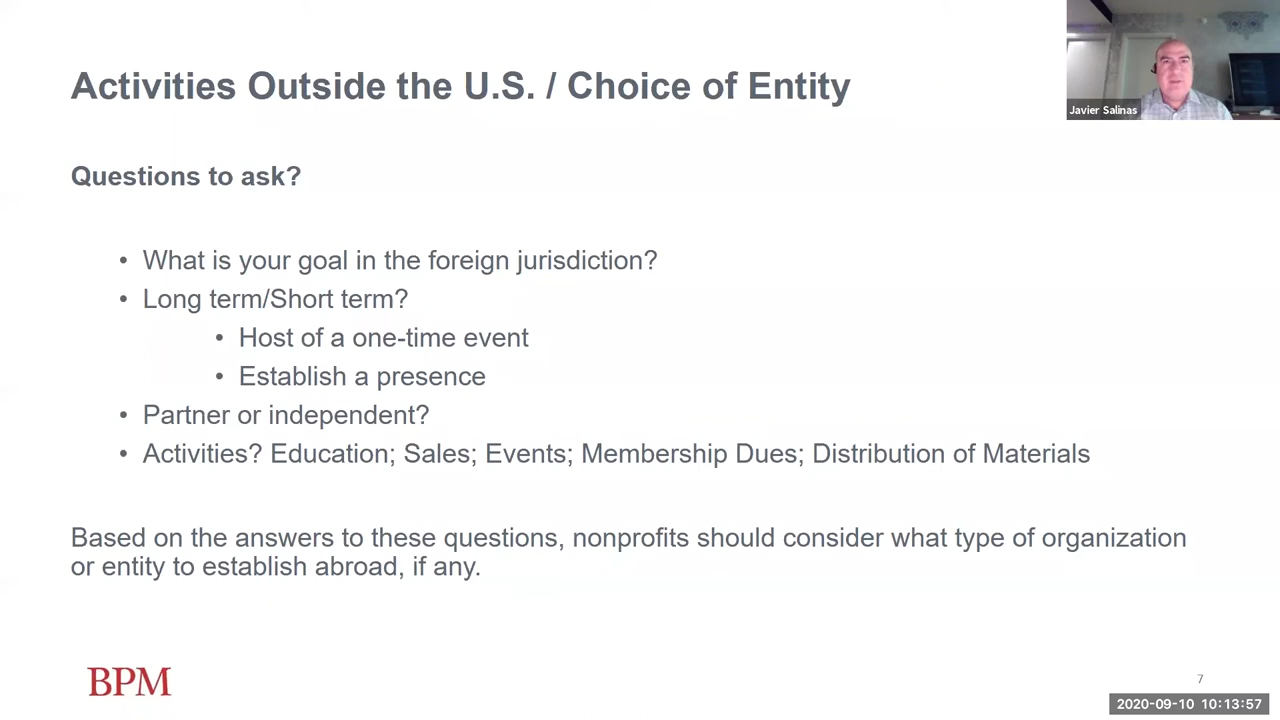 Activities Outside the U.S. / Choice of Entity
Javier Salinas
Questions to ask?
• What is your goal in the foreign jurisdiction?
• Long term/Short term?
• Host of a one-time event
• Establish a presence
• Partner or independent?
• Activities? Education; Sales; Events; Membership Dues; Distribution of Materials
Based on the answers to these questions, nonprofits should consider what type of organization
or entity to establish abroad, if any.
BPM
7
2020-09-10 10:13:57